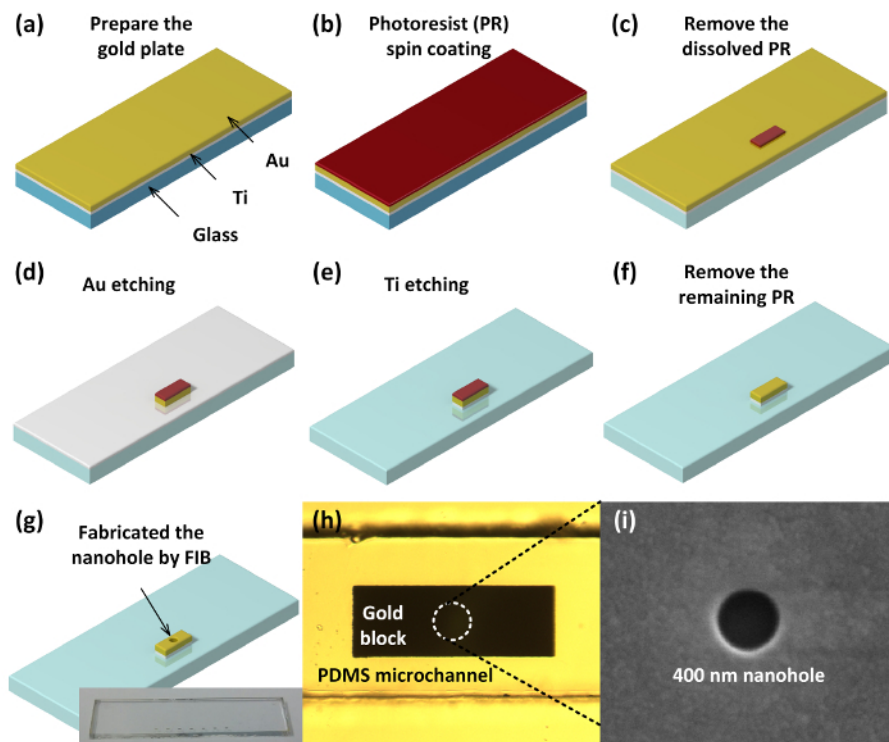 (a)
Prepare the
gold plate
Au
Ti
Glass
(b)
Photoresist (PR)
spin coating
(c)
Remove the
dissolved PR
(d)
Au etching
(e)
Ti etching
(f)
Remove the
remaining PR
(g)
Fabricated the
nanohole by FIB
(h)
Gold
block
PDMS microchannel
(i)
400 nm nanohole